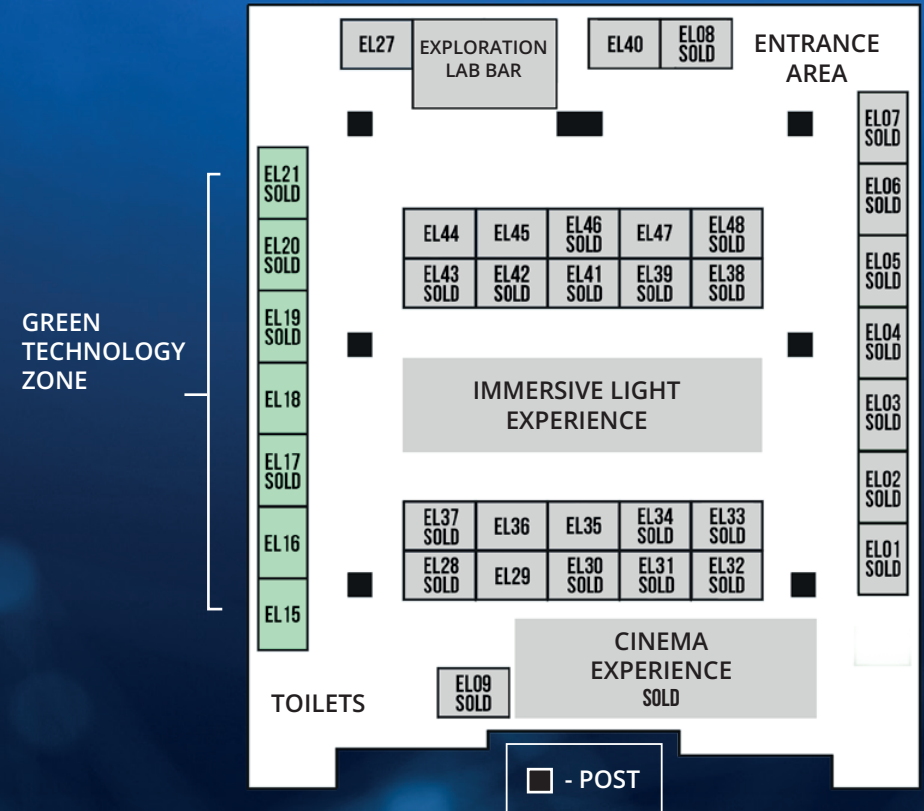 EL27
EXPLORATION
LAB BAR
EL40
EL08
SOLD
ENTRANCE
AREA
EL07
SOLD
EL06
SOLD
EL05
SOLD
EL04
SOLD
EL03
SOLD
EL02
SOLD
EL01
SOLD
GREEN
TECHNOLOGY
ZONE
EL21
SOLD
EL20
SOLD
EL19
SOLD
EL18
EL17
SOLD
EL16
EL15
EL44
EL45
EL46
SOLD
EL47
EL48
SOLD
EL43
SOLD
EL42
SOLD
EL41
SOLD
EL39
SOLD
EL38
SOLD
IMMERSIVE LIGHT
EXPERIENCE
EL37
SOLD
EL36
EL35
EL34
SOLD
EL33
SOLD
EL28
SOLD
EL29
EL30
SOLD
EL31
SOLD
EL32
SOLD
CINEMA
EXPERIENCE
SOLD
EL09
SOLD
TOILETS
- POST